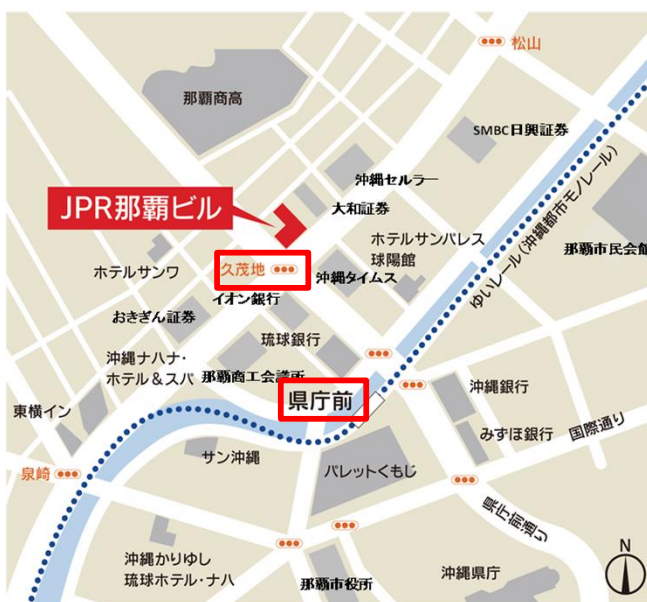 松山
那覇商高
SMBC日興証券
沖縄セルラー
JPR那覇ビル
大和証券
ホテルサンパレス
球陽館
ゆいレール(沖縄都市モノレール)
那覇市民会館
ホテルサンワ
久茂地
沖縄タイムス
イオン銀行
おきぎん証券
琉球銀行
沖縄ナハナ・
ホテル&スパ
那覇商工会議所
県庁前
沖縄銀行
東横イン
みずほ銀行
国際通り
サン沖縄
パレットくもじ
泉崎
県庁前通り
沖縄かりゆし
琉球ホテル・ナハ
那覇市役所
沖縄県庁
N